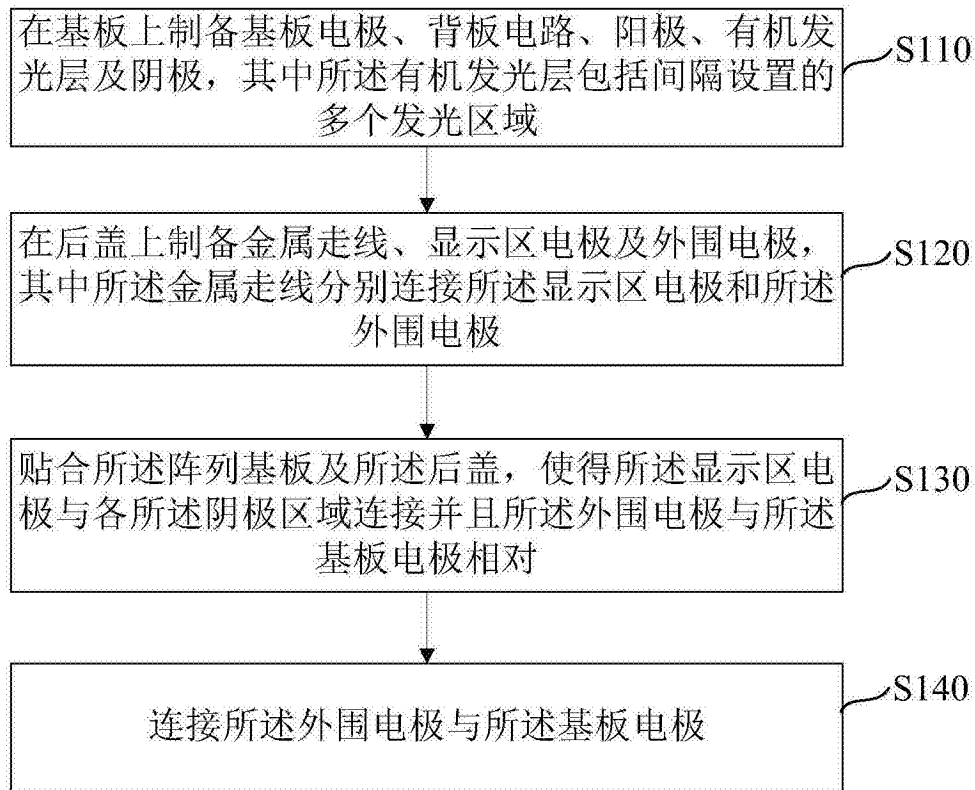 在基板上制备基板电极、背板电路、阳极、有机发
光层及阴极，其中所述有机发光层包括间隔设置的
多个发光区域
S110
在后盖上制备金属走线、显示区电极及外围电极，
其中所述金属走线分别连接所述显示区电极和所述
外围电极
S120
贴合所述阵列基板及所述后盖，使得所述显示区电
极与各所述阴极区域连接并且所述外围电极与所述
基板电极相对
S130
连接所述外围电极与所述基板电极
S140